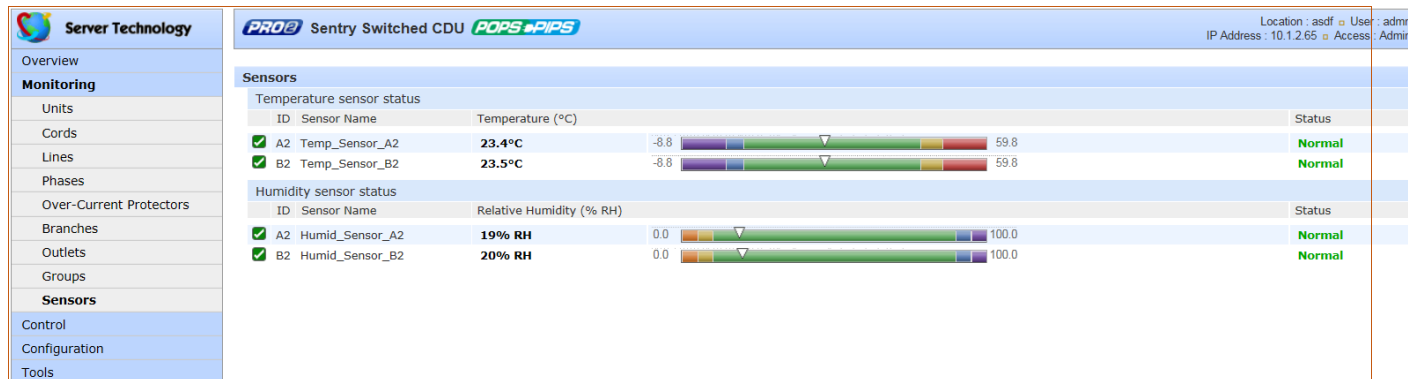 Server Technology
PRO2 Sentry Switched CDU POPS PIPS
Location : asdf User : admn
IP Address : 10.1.2.65 Access : Admin
Overview
Monitoring
Units
Cords
Lines
Phases
Over-Current Protectors
Branches
Outlets
Groups
Sensors
Control
Configuration
Tools
Sensors
Temperature sensor status
ID Sensor Name Temperature (°C) Status
A2 Temp_Sensor_A2 23.4°C -8.8 59.8 Normal
B2 Temp_Sensor_B2 23.5°C -8.8 59.8 Normal
Humidity sensor status
ID Sensor Name Relative Humidity (% RH) Status
A2 Humid_Sensor_A2 19% RH 0.0 100.0 Normal
B2 Humid_Sensor_B2 20% RH 0.0 100.0 Normal